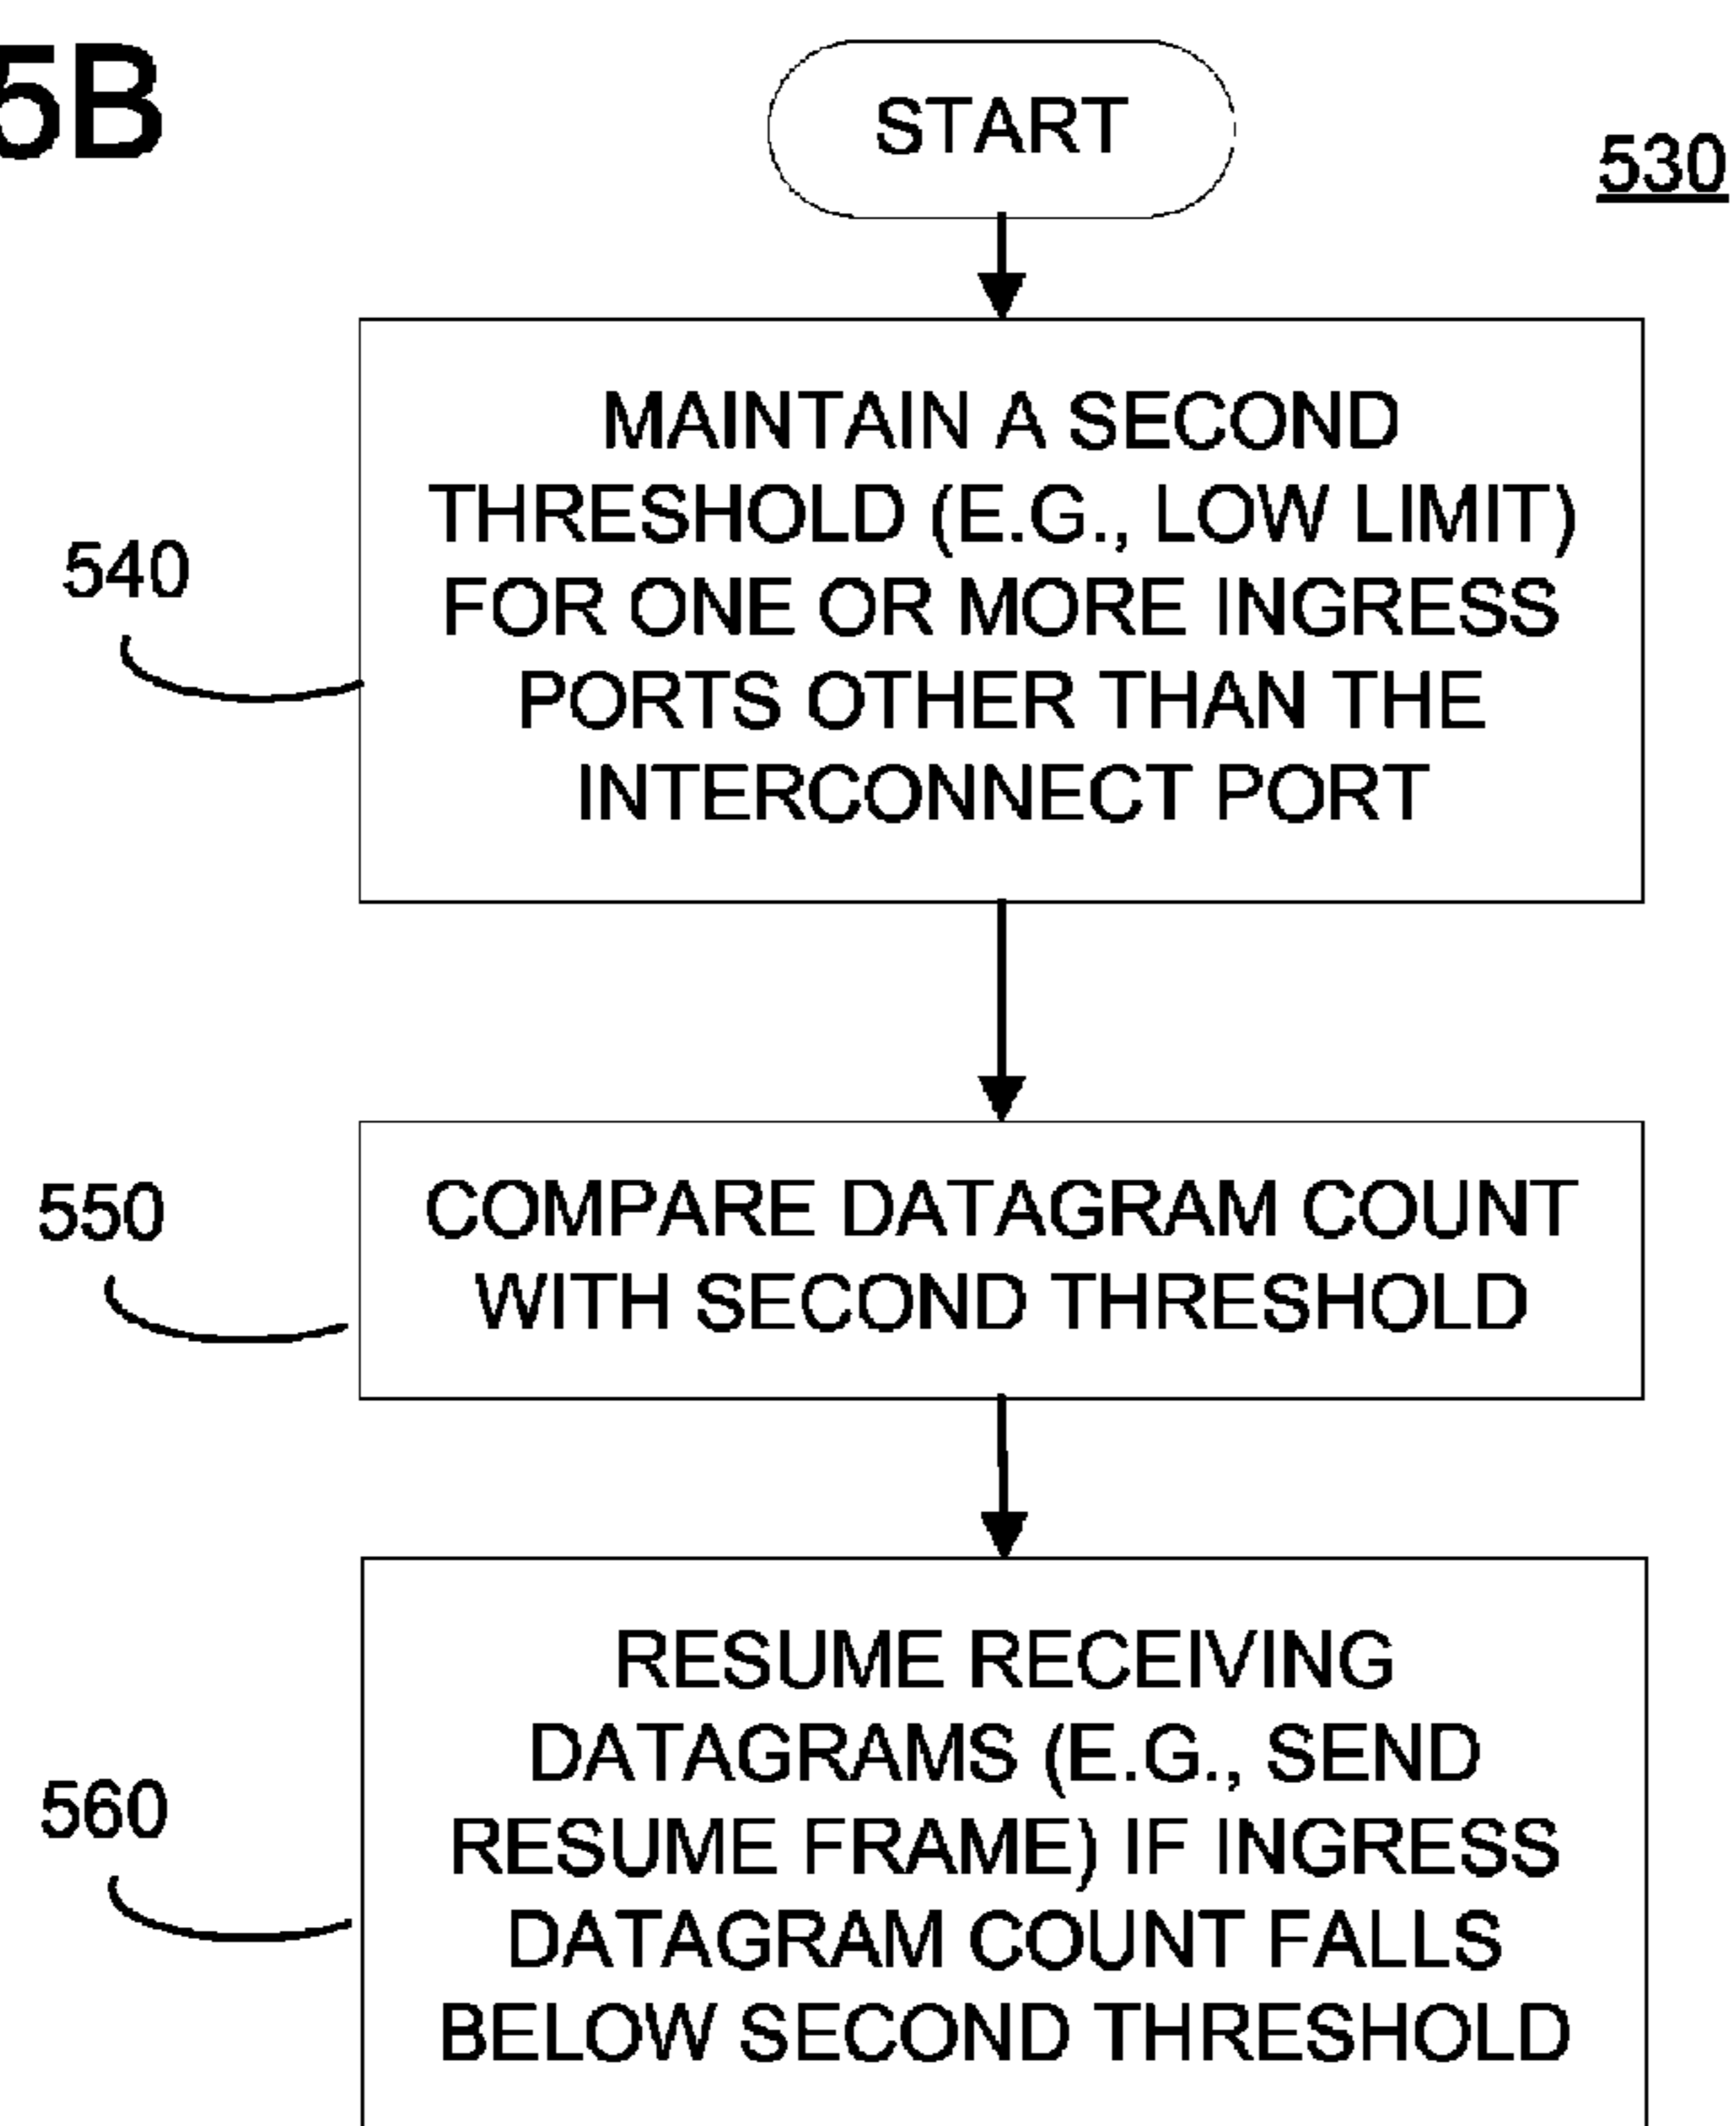 5B
START
530
MAINTAIN A SECOND
THRESHOLD (E.G., LOW LIMIT)
FOR ONE OR MORE INGRESS
PORTS OTHER THAN THE
INTERCONNECT PORT
540
COMPARE DATAGRAM COUNT
WITH SECOND THRESHOLD
550
RESUME RECEIVING
DATAGRAMS (E.G., SEND
RESUME FRAME) IF INGRESS
DATAGRAM COUNT FALLS
BELOW SECOND THRESHOLD
560